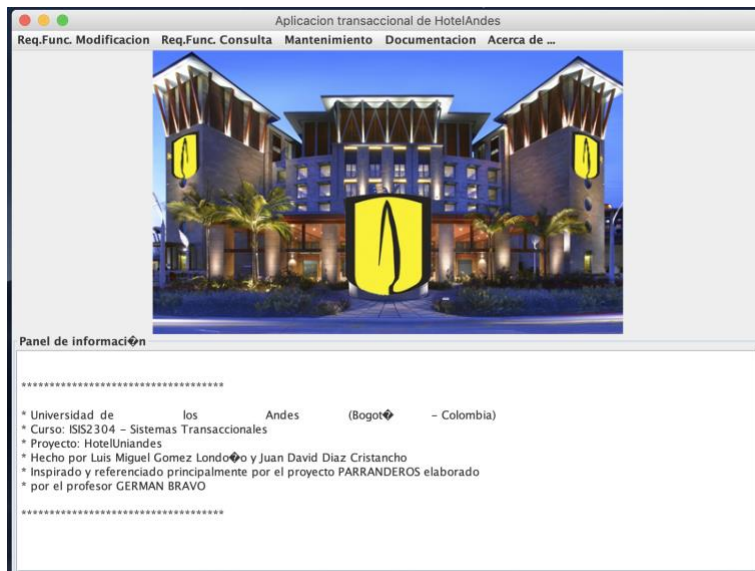 Aplicacion transaccional de HotelAndes
Req.Func. Modificacion Req.Func. Consulta Mantenimiento Documentacion Acerca de ...
Panel de informaci�n
************************************
* Universidad de los Andes (Bogot� - Colombia)
* Curso: ISIS2304 - Sistemas Transaccionales
* Proyecto: HotelUniandes
* Hecho por Luis Miguel Gomez Londo�o y Juan David Diaz Cristancho
* Inspirado y referenciado principalmente por el proyecto PARRANDEROS elaborado
* por el profesor GERMAN BRAVO
************************************